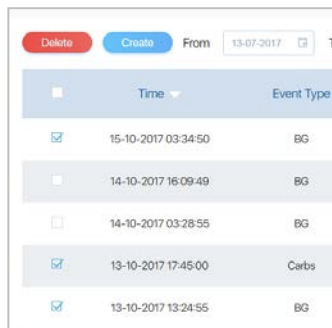 Delete Create From 13-07-2017 T
Time Event Type
15-10-2017 03:34:50 BG
14-10-2017 16:09:49 BG
14-10-2017 03:28:55 BG
13-10-2017 17:45:00 Carbs
13-10-2017 13:24:55 BG